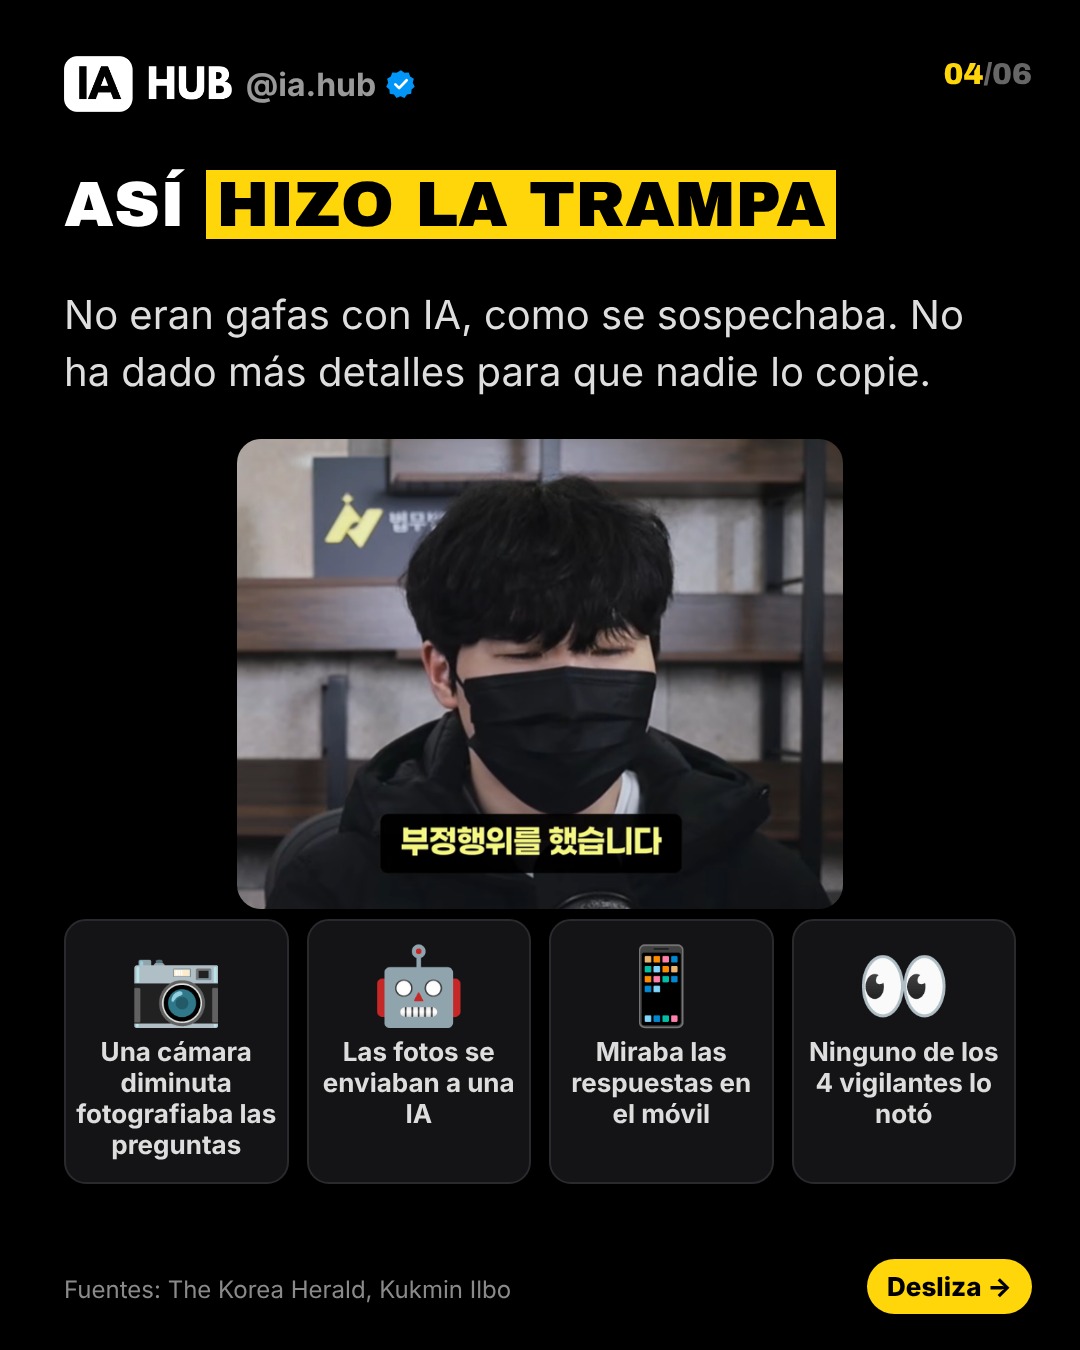 IA HUB @ia.hub
04/06
ASÍ HIZO LA TRAMPA
No eran gafas con IA, como se sospechaba. No
ha dado más detalles para que nadie lo copie.
법무
부정행위를 했습니다
Una cámara
diminuta
fotografiaba las
preguntas
Las fotos se
enviaban a una
IA
Miraba las
respuestas en
el móvil
Ninguno de los
4 vigilantes lo
notó
Fuentes: The Korea Herald, Kukmin Ilbo
Desliza →